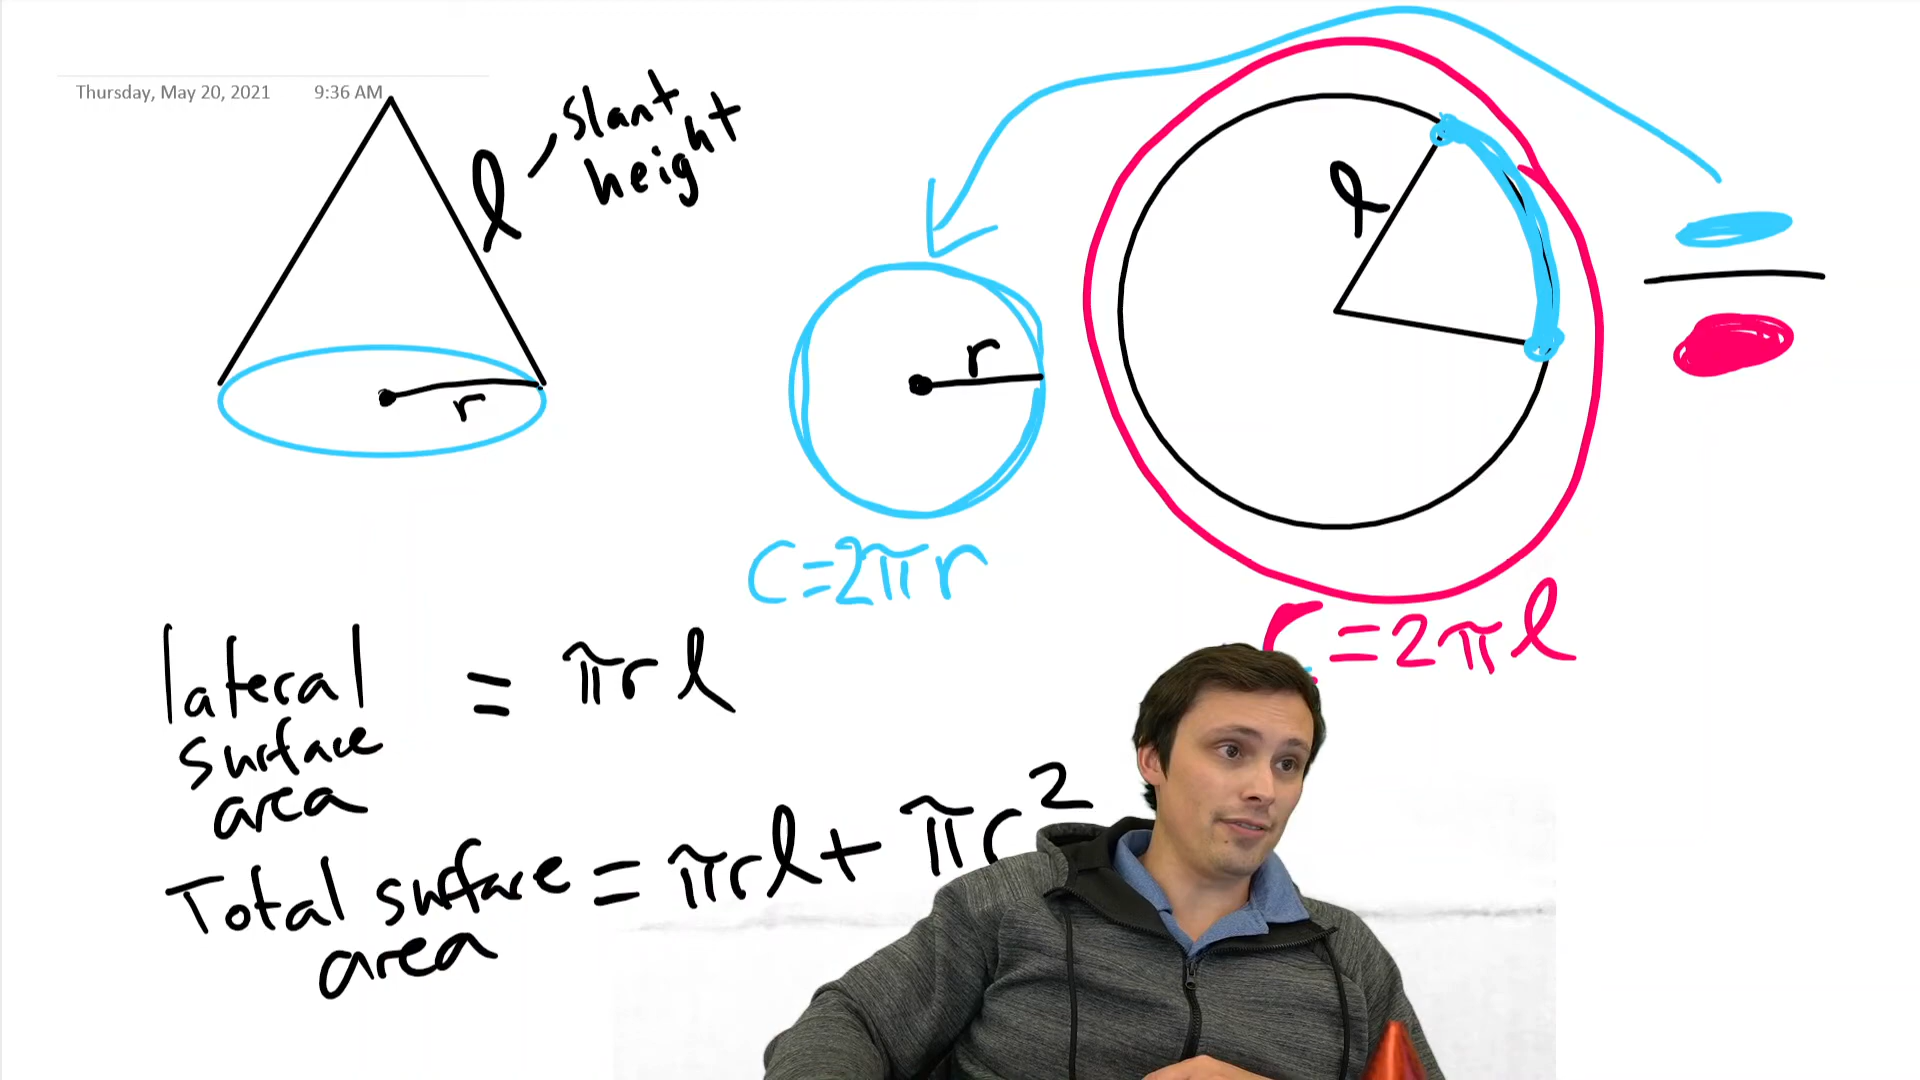 Thursday, May 20, 2021 9:36 AM
l
slant
height
r
r
l
C=2πr
C=2πl
lateral
surface
area
= πrl
Total surface
area
= πrl + πr²